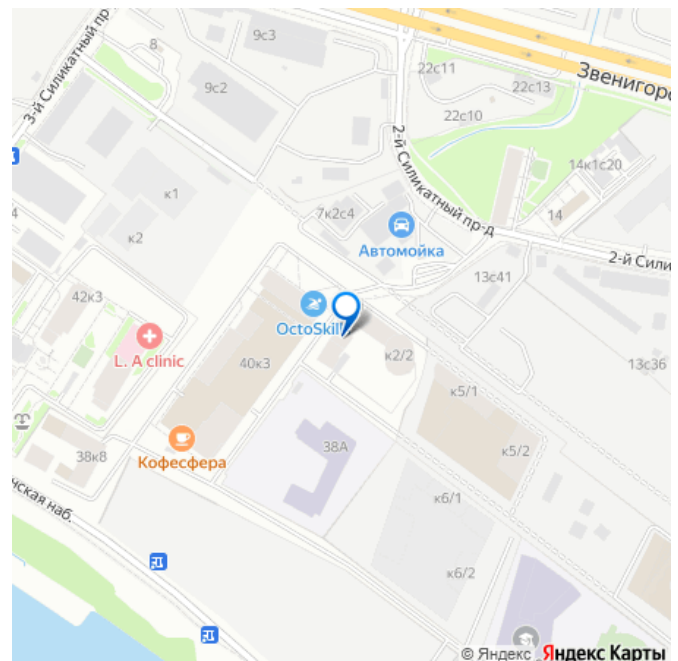 9с3
8
22с11
Звенигоро
9с2
22с13
3-й Силикатный пр
22с10
2-й Силикатный пр-д
14к1с20
к1
7к2с4
14
к2
Автомойка
2-й Сили
13с41
42к3
OctoSkil
L. A clinic
40к3
к2/2
13с36
к5/1
38А
38к8
Кофесфера
к5/2
нская наб.
к6/1
к6/2
© Яндекс Яндекс Карты